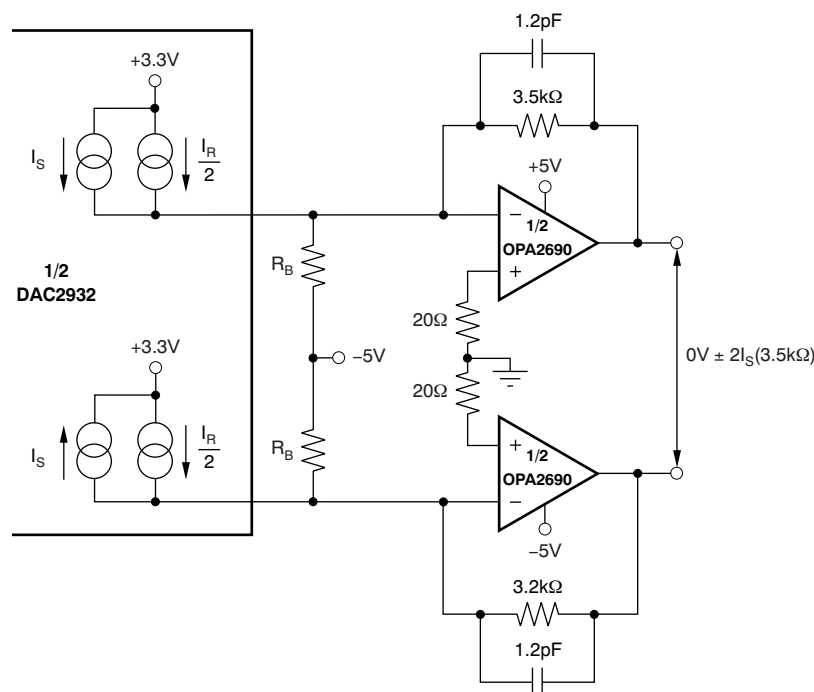 1.2pF
3.5kΩ
+3.3V
I_S
I_R
2
+5V
−
1/2
OPA2690
+
1/2
DAC2932
R_B
20Ω
−5V
0V ± 2I_S(3.5kΩ)
+3.3V
20Ω
I_S
I_R
2
R_B
+
1/2
OPA2690
−
−5V
3.2kΩ
1.2pF